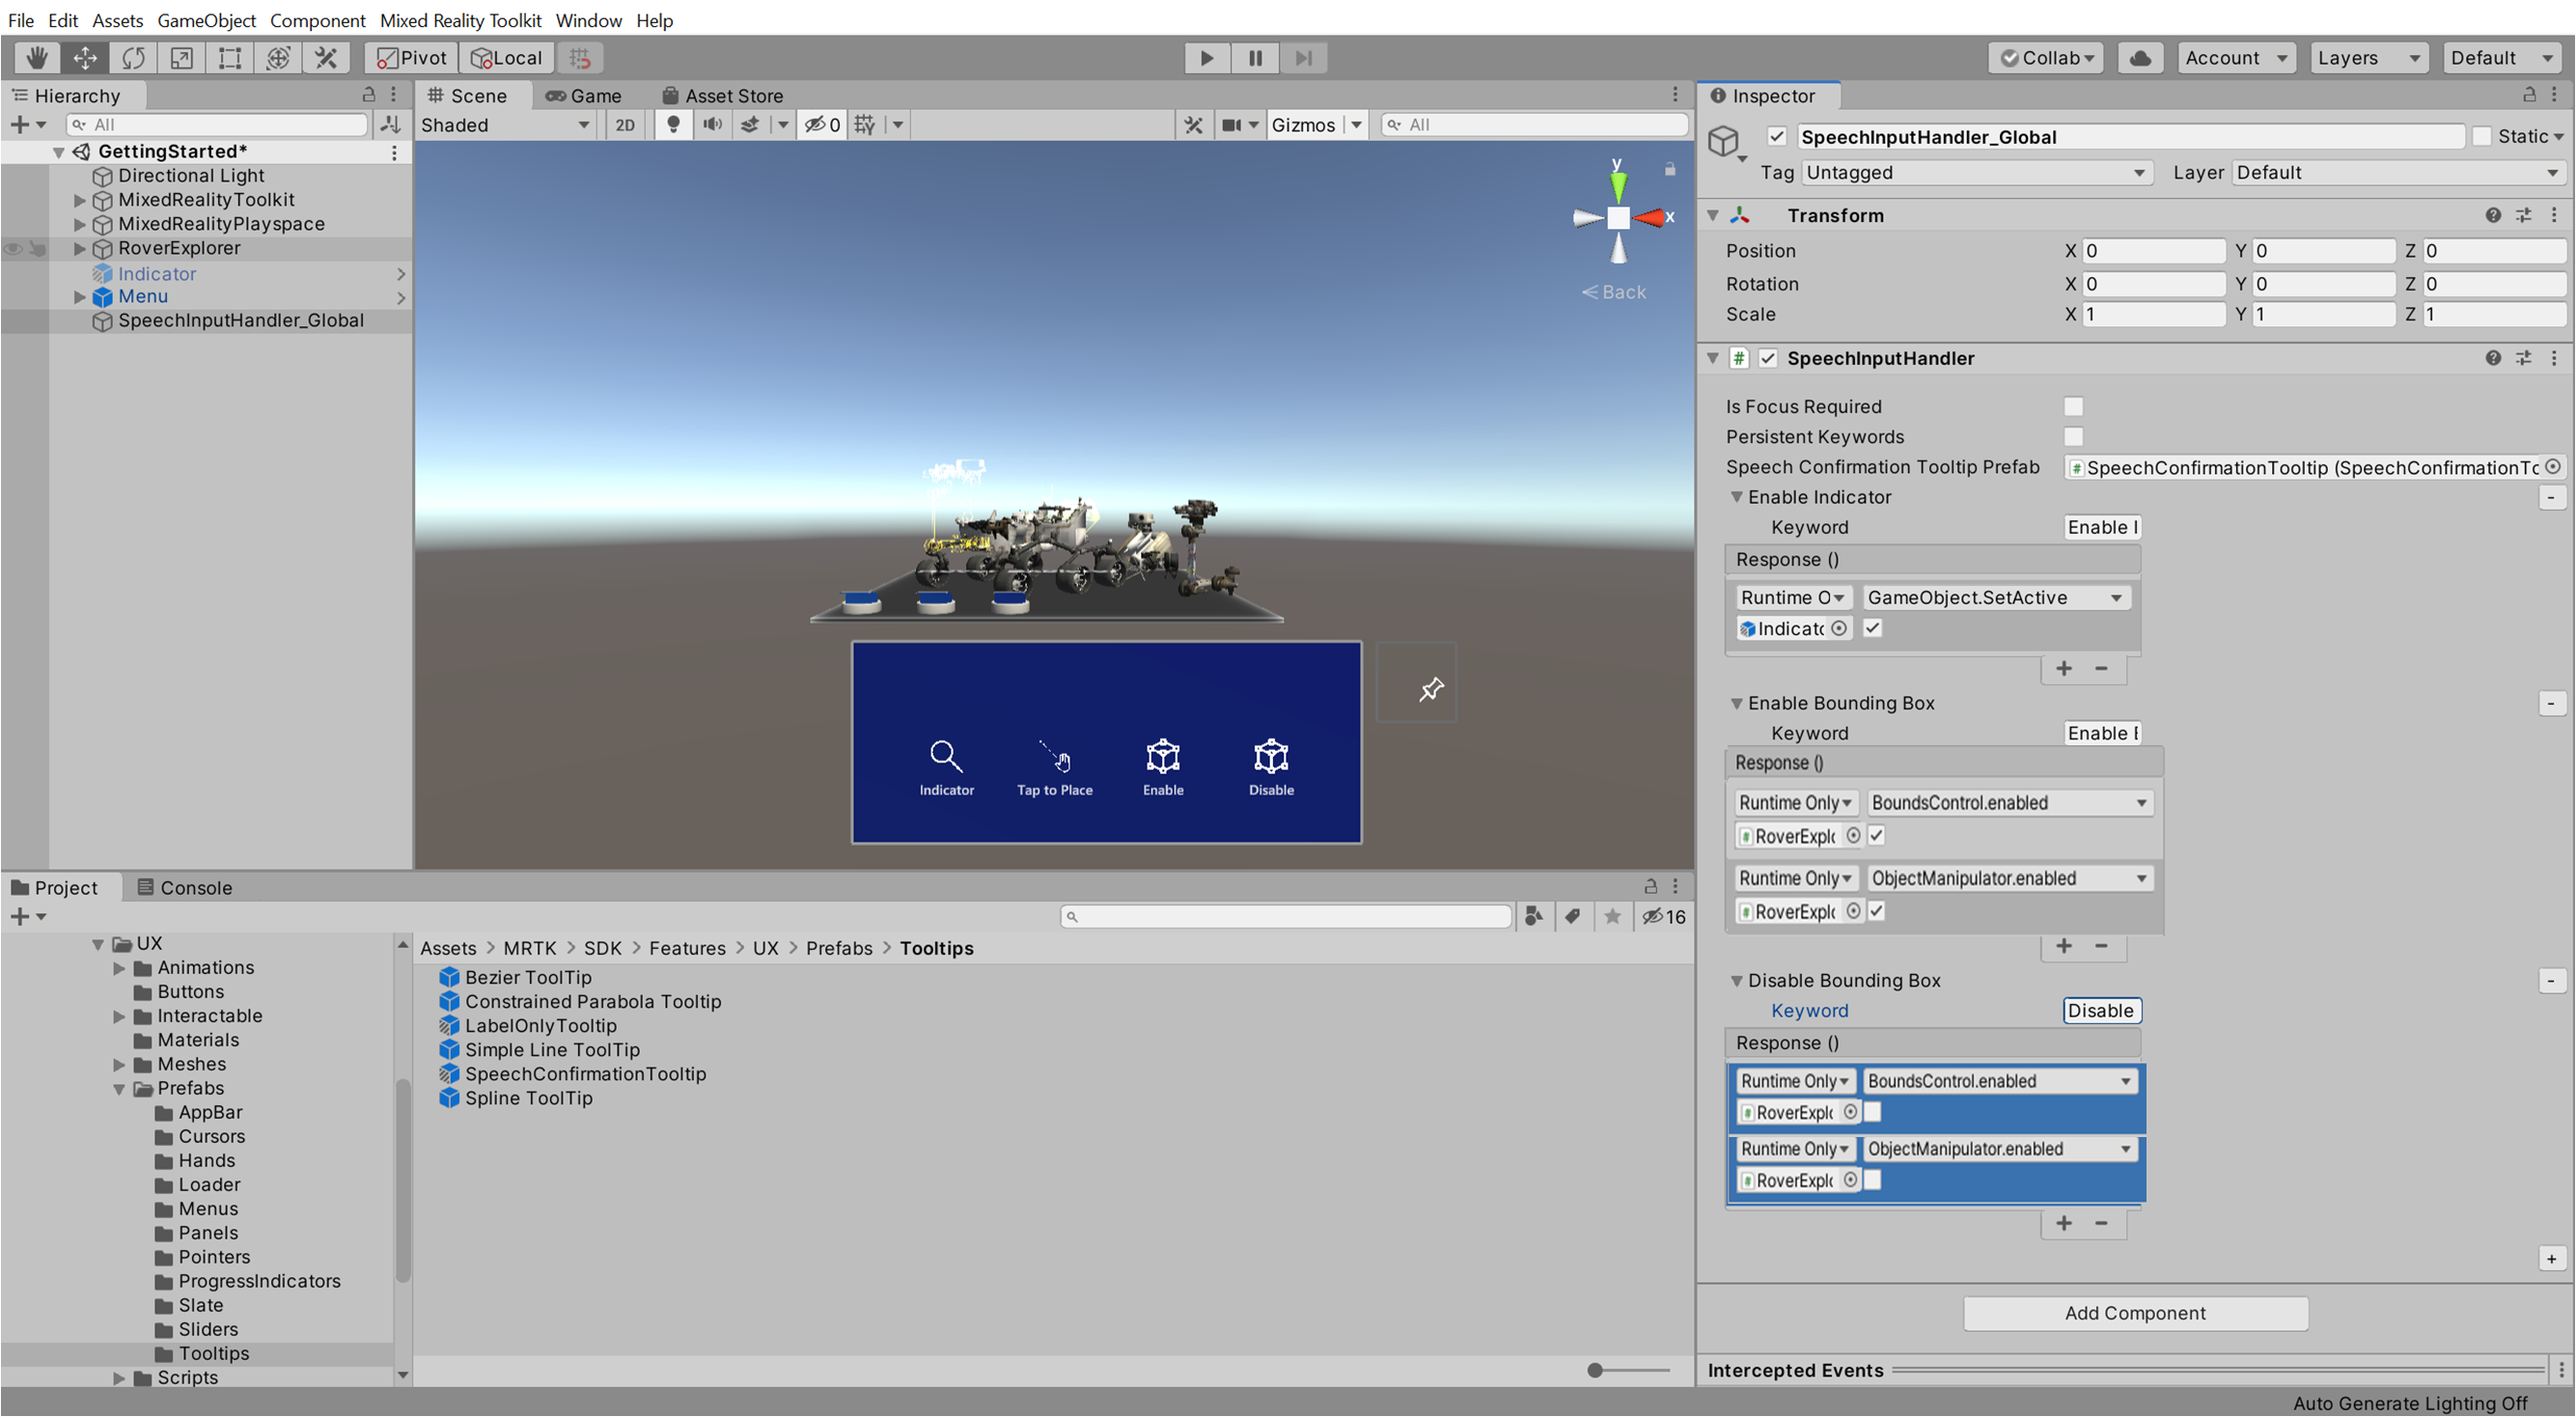 File Edit Assets GameObject Component Mixed Reality Toolkit Window Help
Pivot Local Collab Account Layers Default
Hierarchy
All
GettingStarted*
Directional Light
MixedRealityToolkit
MixedRealityPlayspace
RoverExplorer
Indicator
Menu
SpeechInputHandler_Global
Scene Game Asset Store
Shaded 2D 0 Gizmos All
y
x
Back
Indicator Tap to Place Enable Disable
Project Console
16
UX
Animations
Buttons
Interactable
Materials
Meshes
Prefabs
AppBar
Cursors
Hands
Loader
Menus
Panels
Pointers
ProgressIndicators
Slate
Sliders
Tooltips
Scripts
Assets > MRTK > SDK > Features > UX > Prefabs > Tooltips
Bezier ToolTip
Constrained Parabola Tooltip
LabelOnlyTooltip
Simple Line ToolTip
SpeechConfirmationTooltip
Spline ToolTip
Inspector
SpeechInputHandler_Global Static
Tag Untagged Layer Default
Transform
Position X 0 Y 0 Z 0
Rotation X 0 Y 0 Z 0
Scale X 1 Y 1 Z 1
# SpeechInputHandler
Is Focus Required
Persistent Keywords
Speech Confirmation Tooltip Prefab # SpeechConfirmationTooltip (SpeechConfirmationTo
Enable Indicator -
Keyword Enable I
Response ()
Runtime O GameObject.SetActive
Indicato
+ -
Enable Bounding Box -
Keyword Enable B
Response ()
Runtime Only BoundsControl.enabled
# RoverExplo
Runtime Only ObjectManipulator.enabled
# RoverExplo
+ -
Disable Bounding Box -
Keyword Disable
Response ()
Runtime Only BoundsControl.enabled
# RoverExplo
Runtime Only ObjectManipulator.enabled
# RoverExplo
+ -
+
Add Component
Intercepted Events
Auto Generate Lighting Off